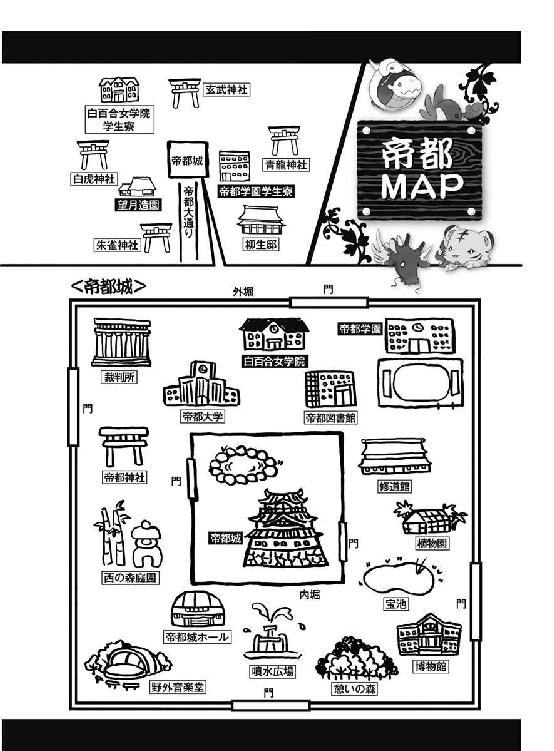 帝都
MAP
白百合女学院
学生寮
玄武神社
白虎神社
帝都城
帝都学園学生寮
青龍神社
望月造園
帝都大通り
朱雀神社
柳生邸
<帝都城>
外堀
門
裁判所
白百合女学院
帝都学園
帝都大学
帝都図書館
門
帝都神社
門
修道館
帝都城
門
植物園
西の森庭園
内堀
宝池
門
帝都城ホール
噴水広場
博物館
野外音楽堂
門
憩いの森